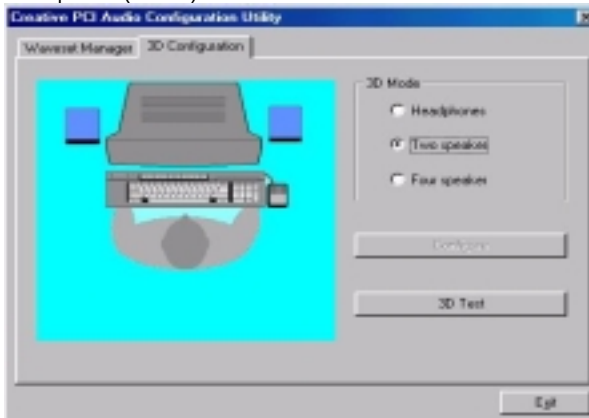 Creative PCI Audio Configuration Utility
Waveset Manager
3D Configuration
3D Mode
Headphones
Two speaker
Four speaker
Configure
3D Test
Exit